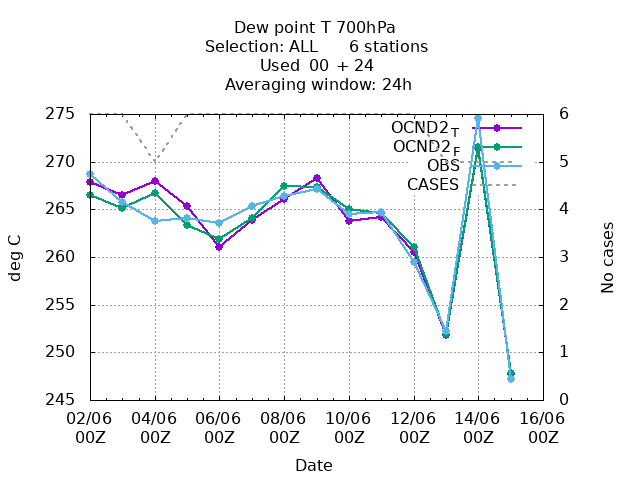 Dew point T 700hPa
Selection: ALL 6 stations
Used 00 + 24
Averaging window: 24h
275 6
OCND2T
OCND2F
270 5
OBS
CASES
265 4
260 3
deg C
No cases
255 2
250 1
245 0
02/06 04/06 06/06 08/06 10/06 12/06 14/06 16/06
00Z 00Z 00Z 00Z 00Z 00Z 00Z 00Z
Date